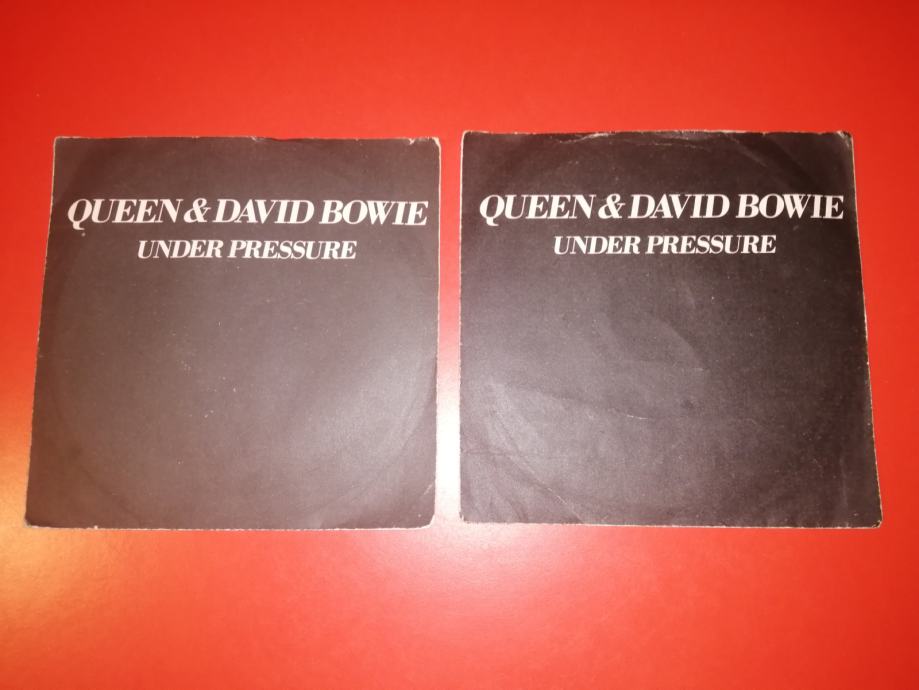 QUEEN & DAVID BOWIE
UNDER PRESSURE
QUEEN & DAVID BOWIE
UNDER PRESSURE